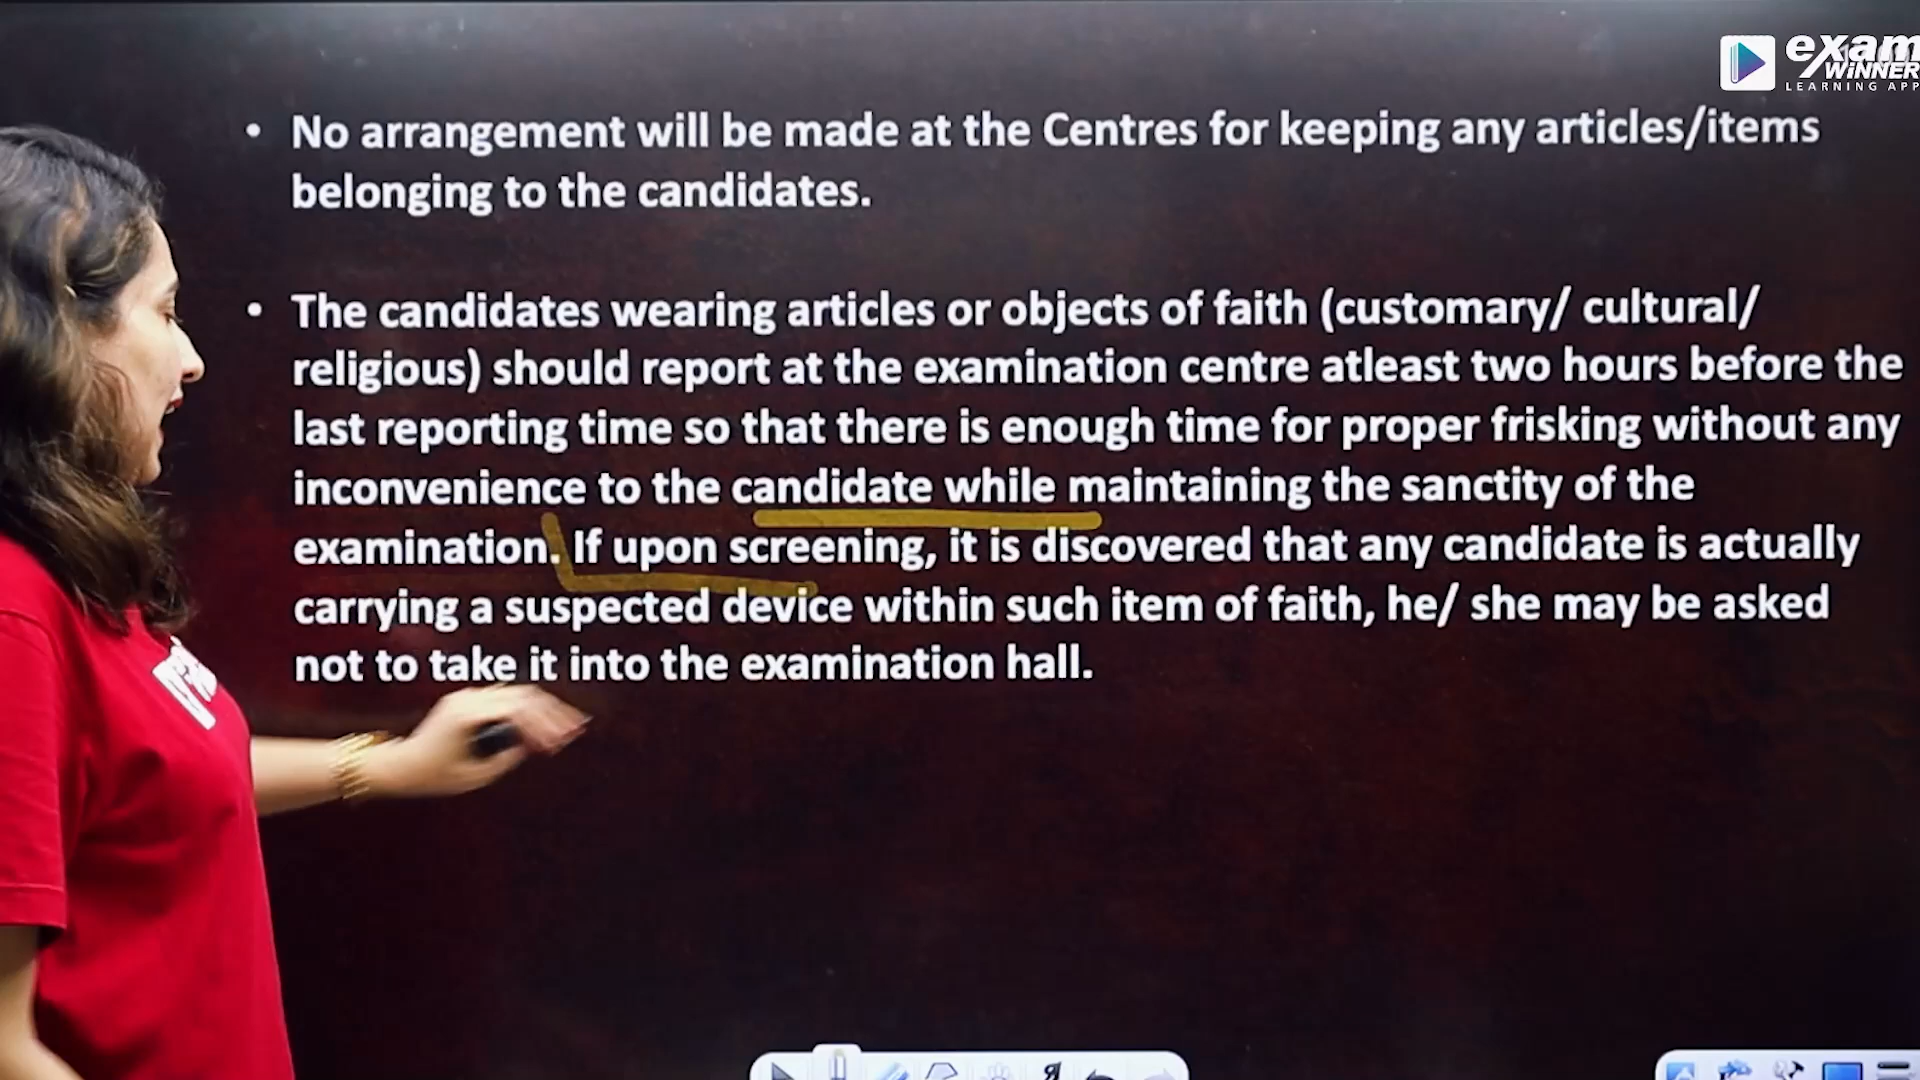 exam
WiNNER
LEARNING APP
• No arrangement will be made at the Centres for keeping any articles/items
belonging to the candidates.
• The candidates wearing articles or objects of faith (customary/ cultural/
religious) should report at the examination centre atleast two hours before the
last reporting time so that there is enough time for proper frisking without any
inconvenience to the candidate while maintaining the sanctity of the
examination. If upon screening, it is discovered that any candidate is actually
carrying a suspected device within such item of faith, he/ she may be asked
not to take it into the examination hall.